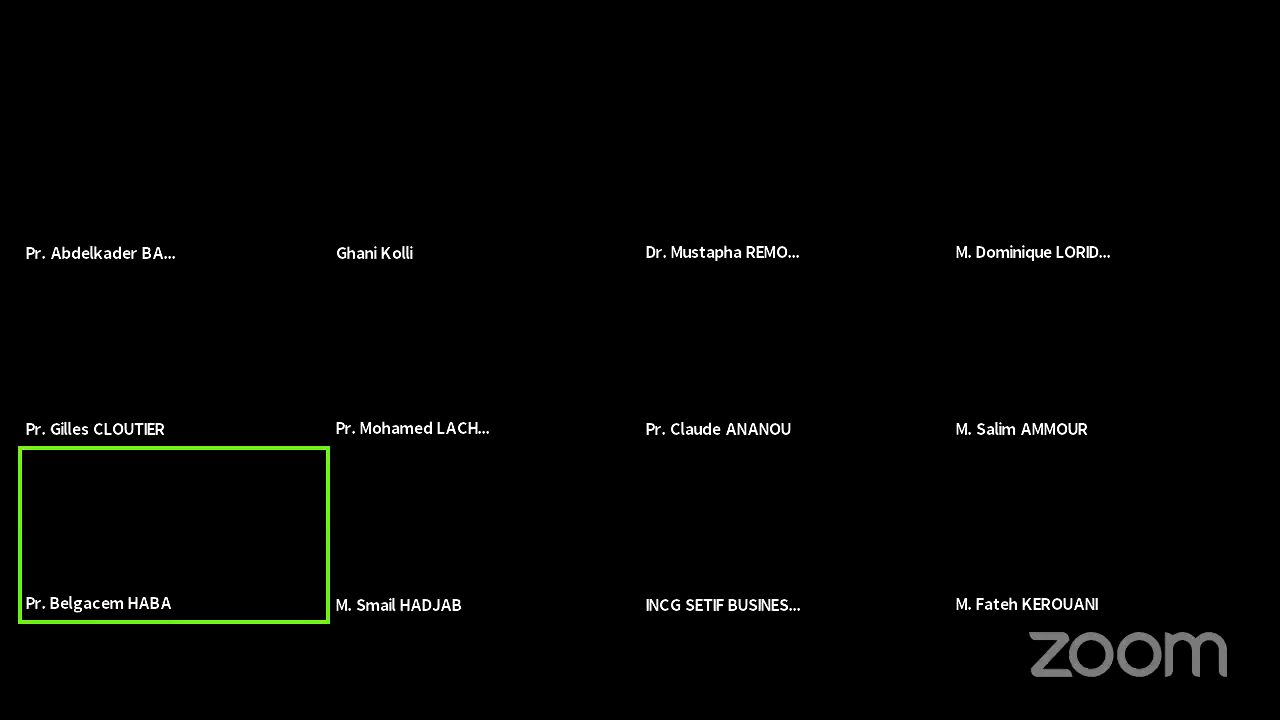 Pr. Abdelkader BA...
Ghani Kolli
Dr. Mustapha REMO...
M. Dominique LORID...
Pr. Gilles CLOUTIER
Pr. Mohamed LACH...
Pr. Claude ANANOU
M. Salim AMMOUR
Pr. Belgacem HABA
M. Smail HADJAB
INCG SETIF BUSINES...
M. Fateh KEROUANI
zoom